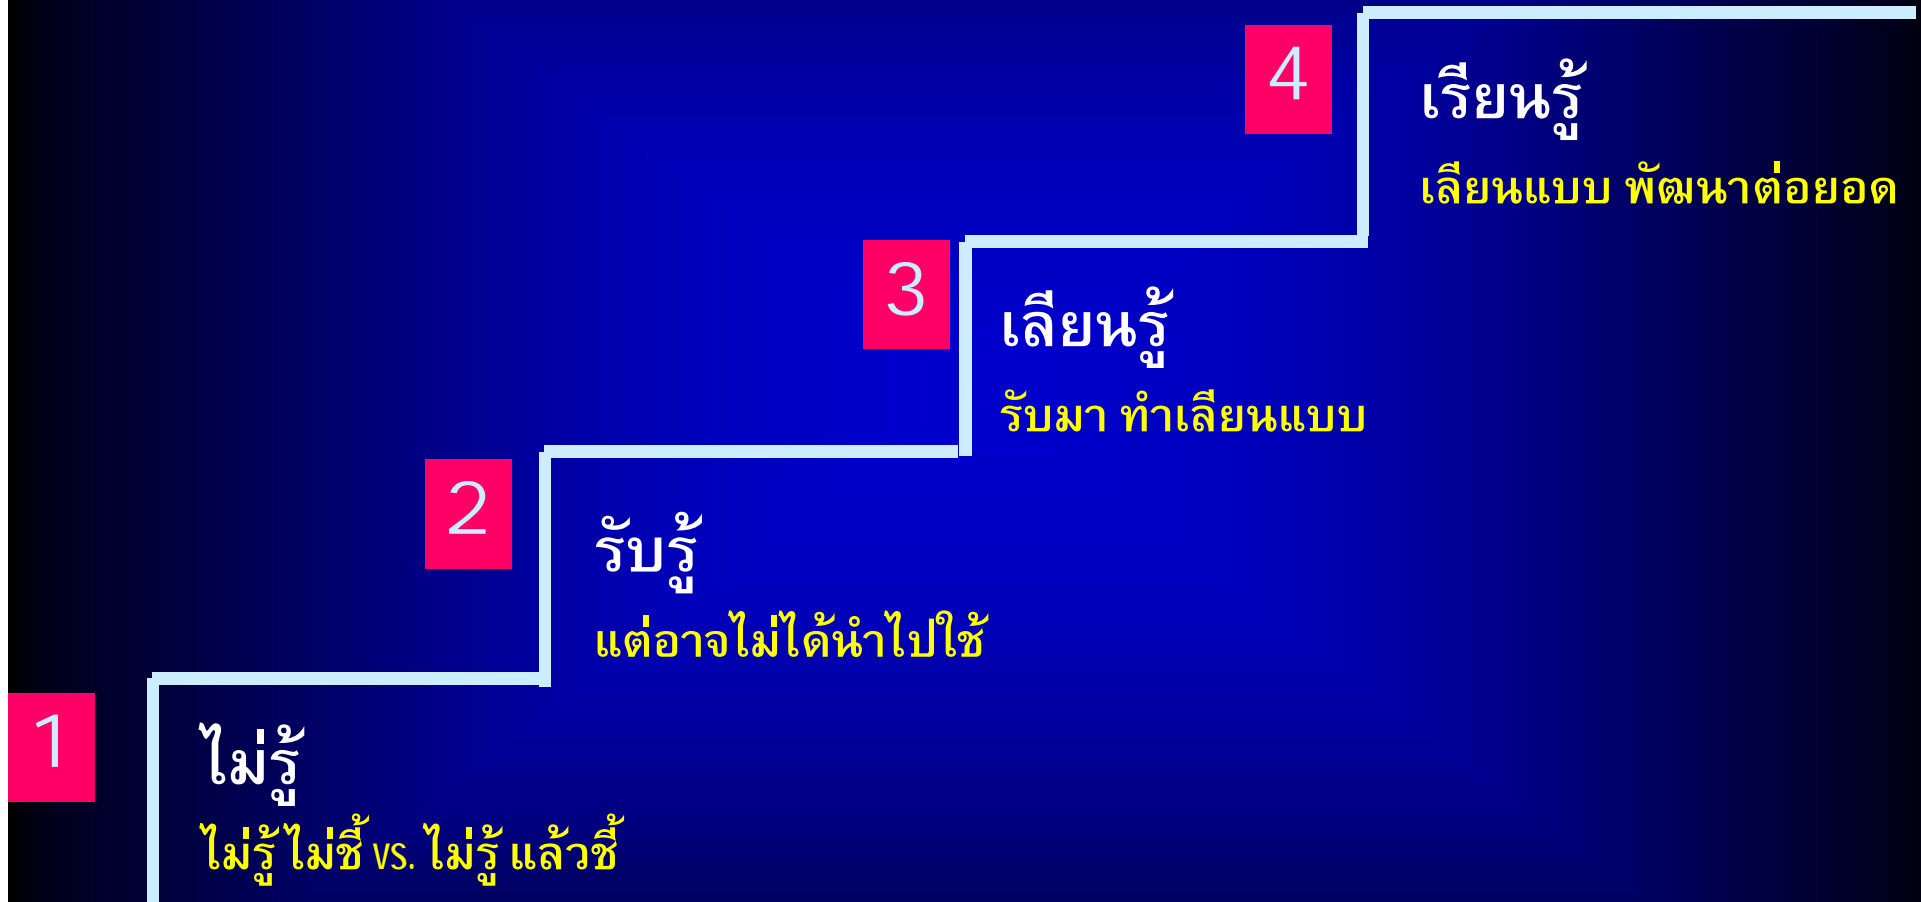 4
เรียนรู้
เลียนแบบ พัฒนาต่อยอด
3
เลียนรู้
รับมา ทำเลียนแบบ
2
รับรู้
แต่อาจไม่ได้นำไปใช้
1
ไม่รู้
ไม่รู้ ไม่ชี้ vs. ไม่รู้ แล้วชี้